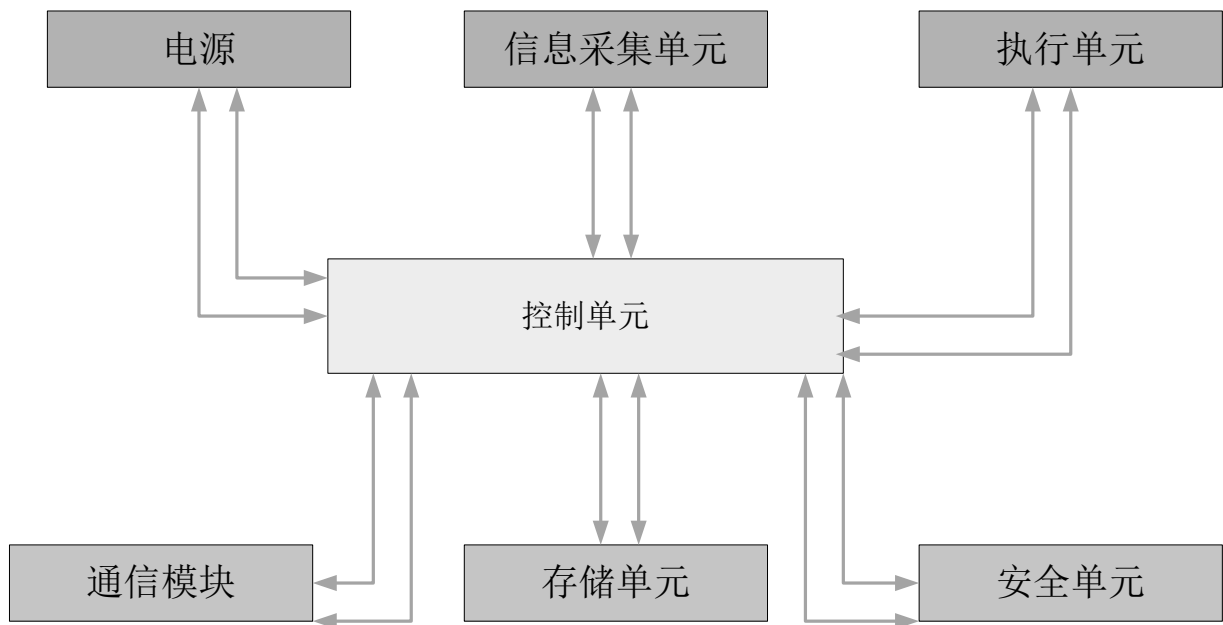 电源
信息采集单元
执行单元
控制单元
通信模块
存储单元
安全单元